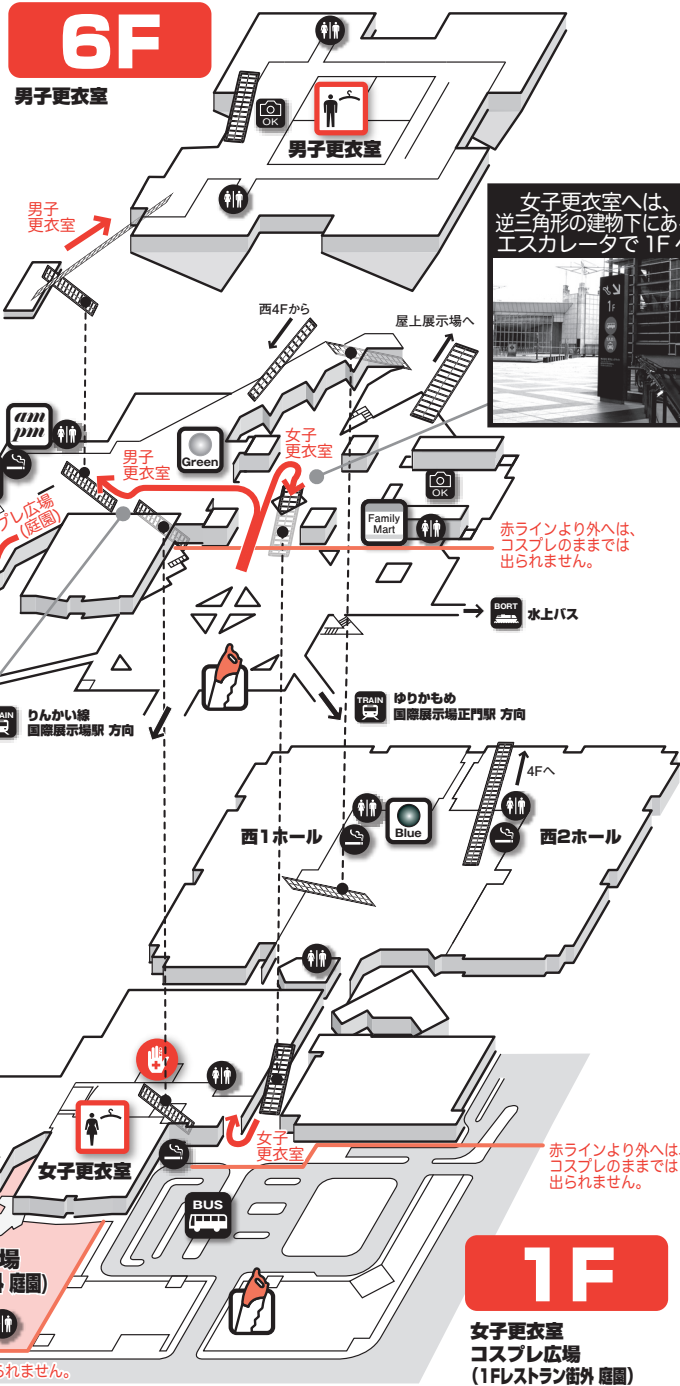 6F
男子更衣室
OK
男子更衣室
男子
更衣室
女子更衣室へは、
逆三角形の建物下にあ
エスカレータで 1F
1F
西4Fから
屋上展示場へ
am
pm
Green
男子
更衣室
女子
更衣室
OK
プレ広場
(庭園)
Family
Mart
赤ラインより外へは、
コスプレのままでは
出られません。
BORT
水上バス
りんかい線
国際展示場駅 方向
TRAIN
ゆりかもめ
国際展示場正門駅 方向
4Fへ
西1ホール
Blue
西2ホール
女子
更衣室
女子更衣室
赤ラインより外へは、
コスプレのままでは
出られません。
BUS
場
庭園)
られません。
1F
女子更衣室
コスプレ広場
(1Fレストラン街外 庭園)